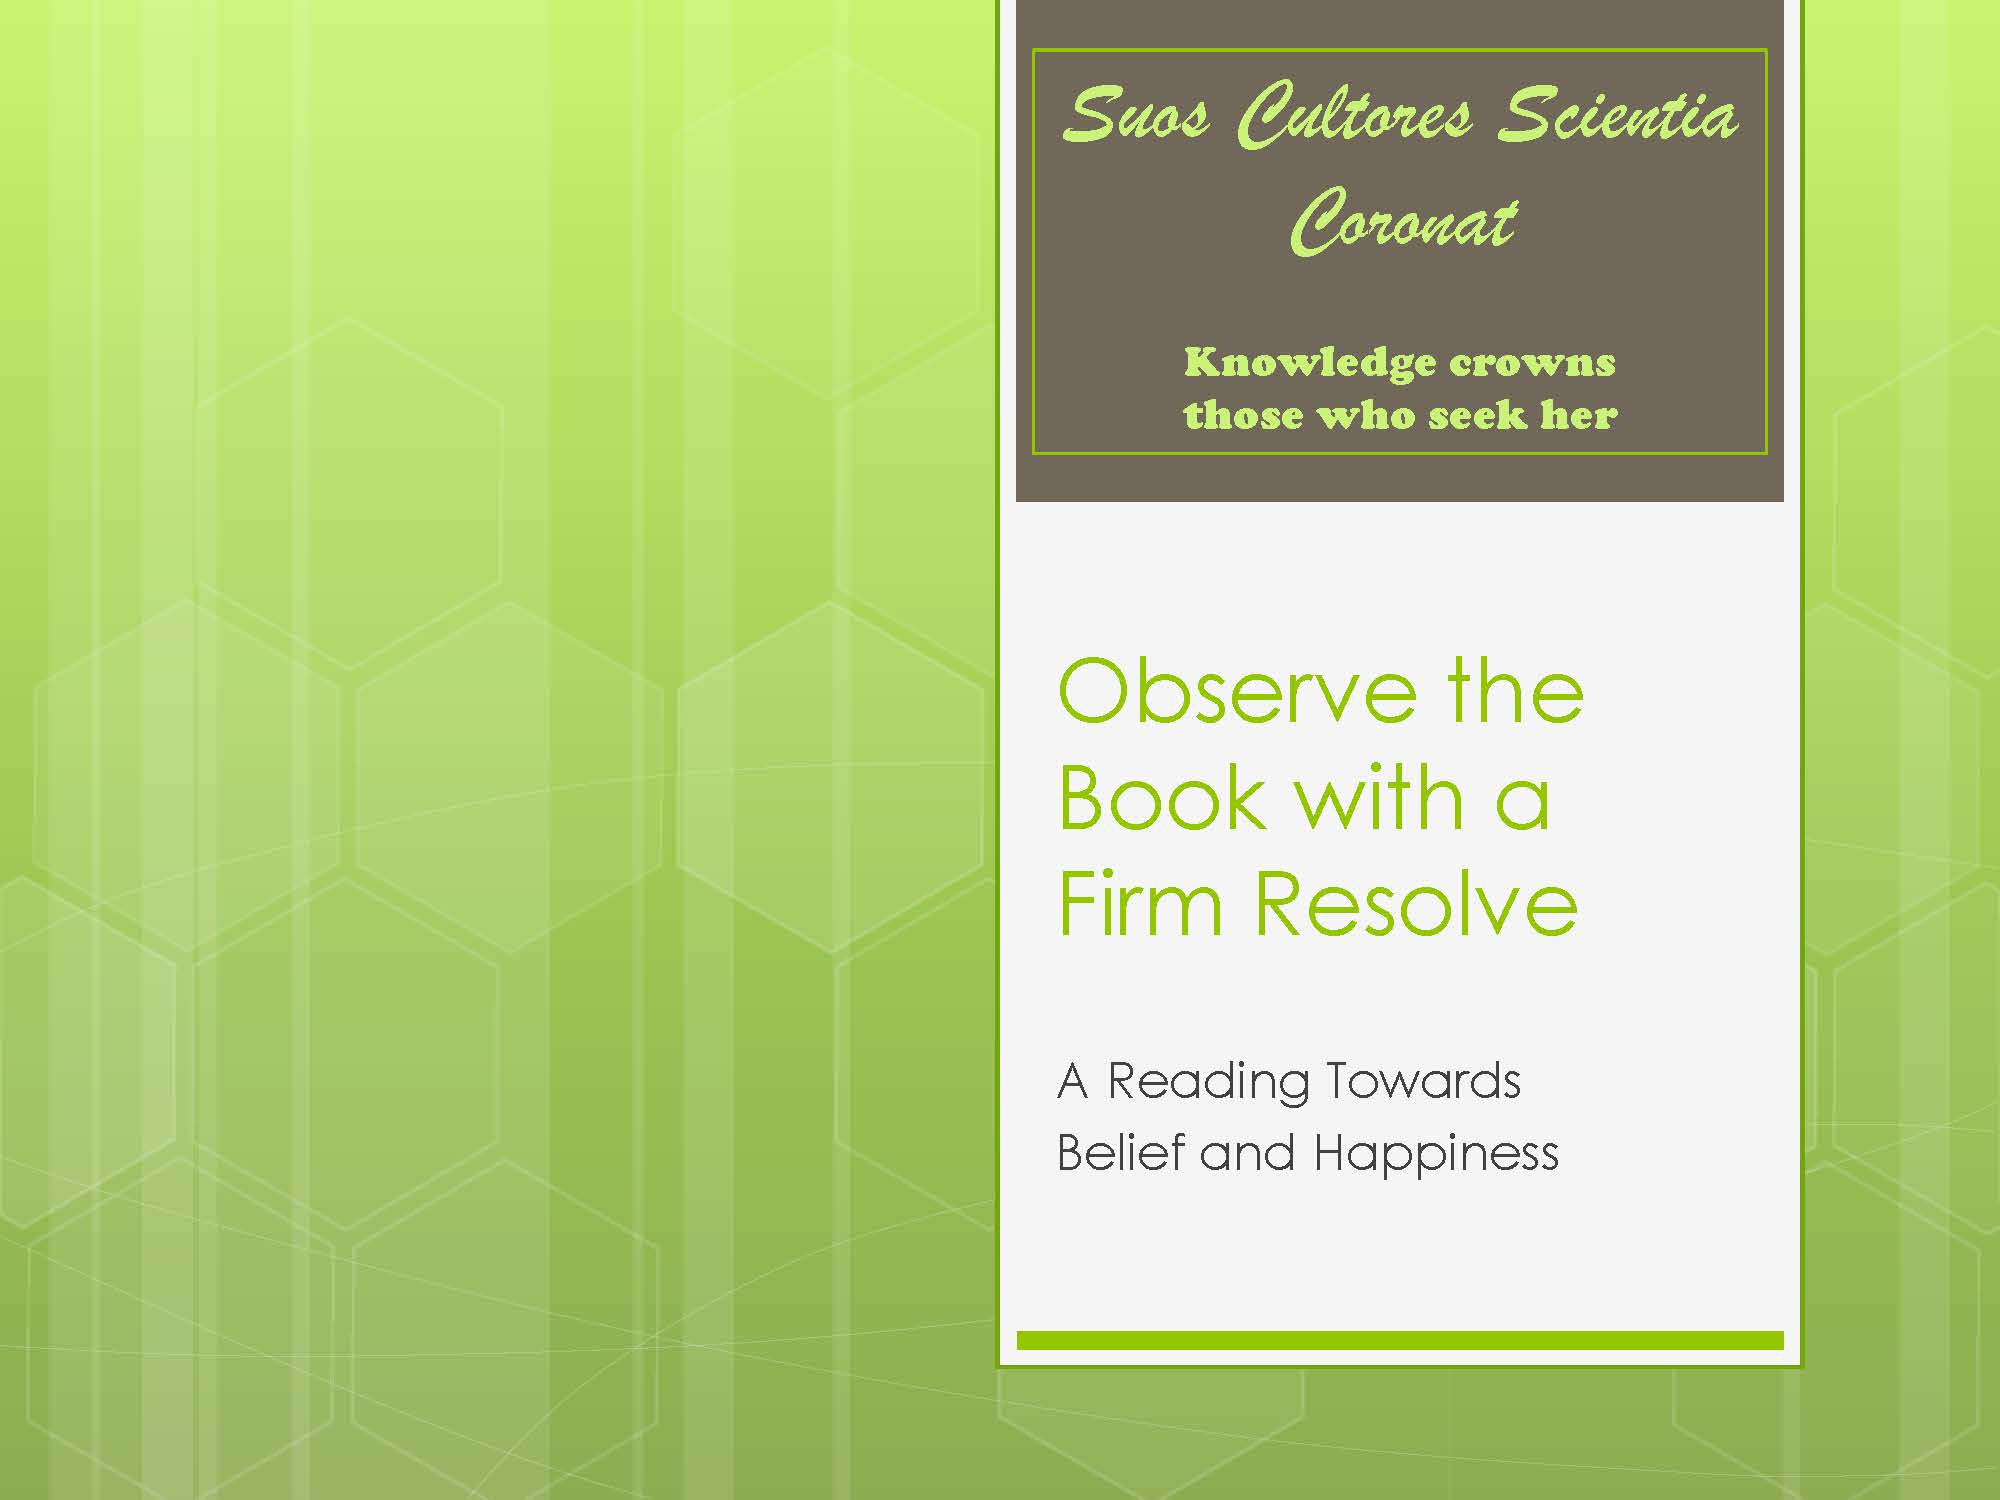 Suos Cultores Scientia
Coronat
Knowledge crowns
those who seek her
Observe the
Book with a
Firm Resolve
A Reading Towards
Belief and Happiness